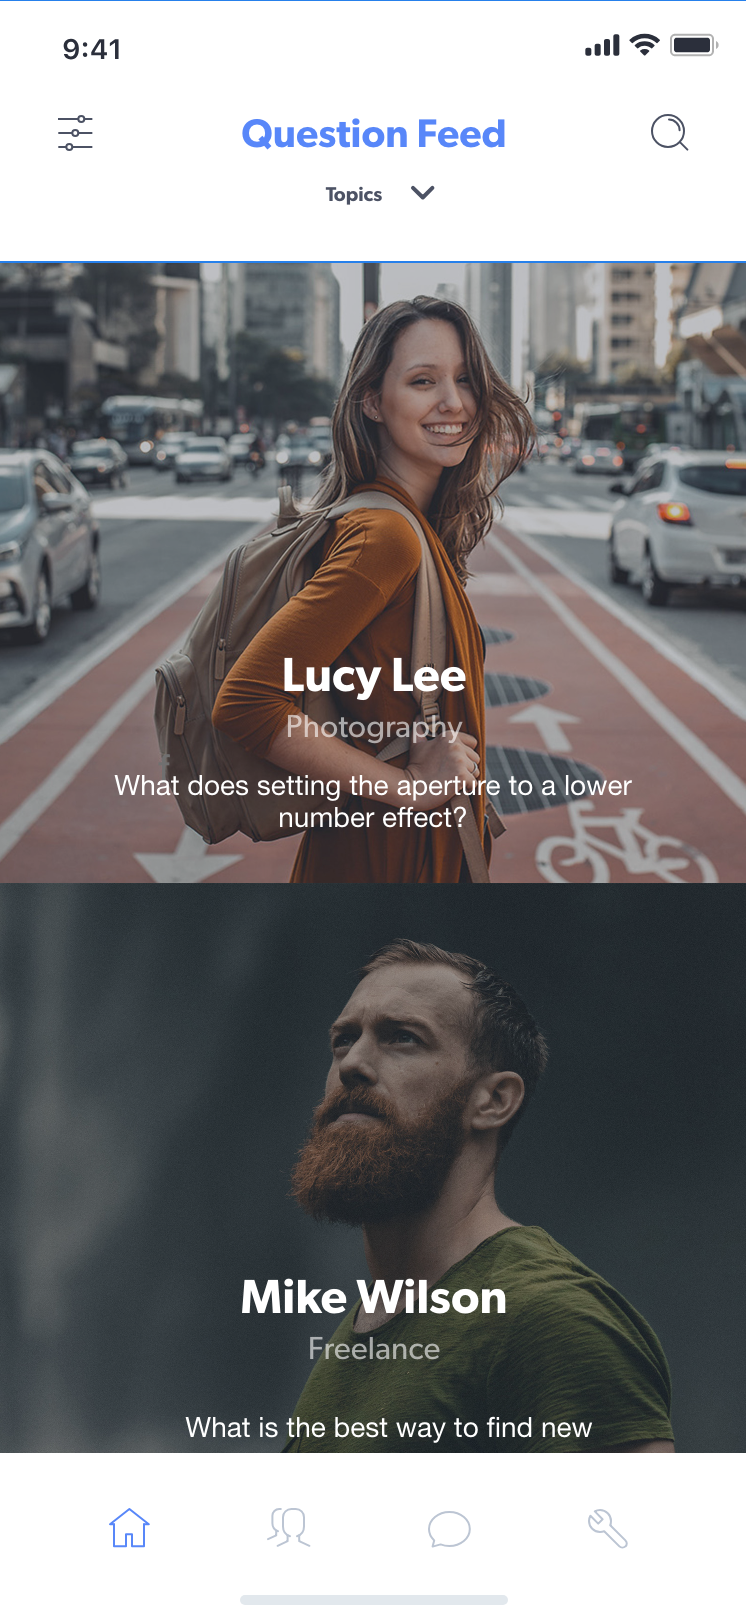 9:41
Question Feed
Topics
Lucy Lee
Photography
What does setting the aperture to a lower
number effect?
Mike Wilson
Freelance
What is the best way to find new